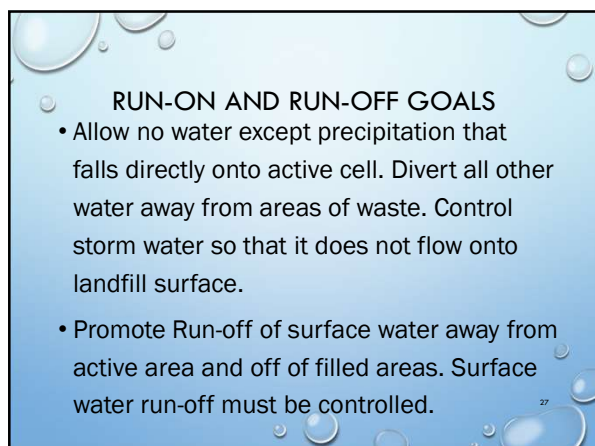 RUN-ON AND RUN-OFF GOALS
• Allow no water except precipitation that
falls directly onto active cell. Divert all other
water away from areas of waste. Control
storm water so that it does not flow onto
landfill surface.
• Promote Run-off of surface water away from
active area and off of filled areas. Surface
water run-off must be controlled.
27